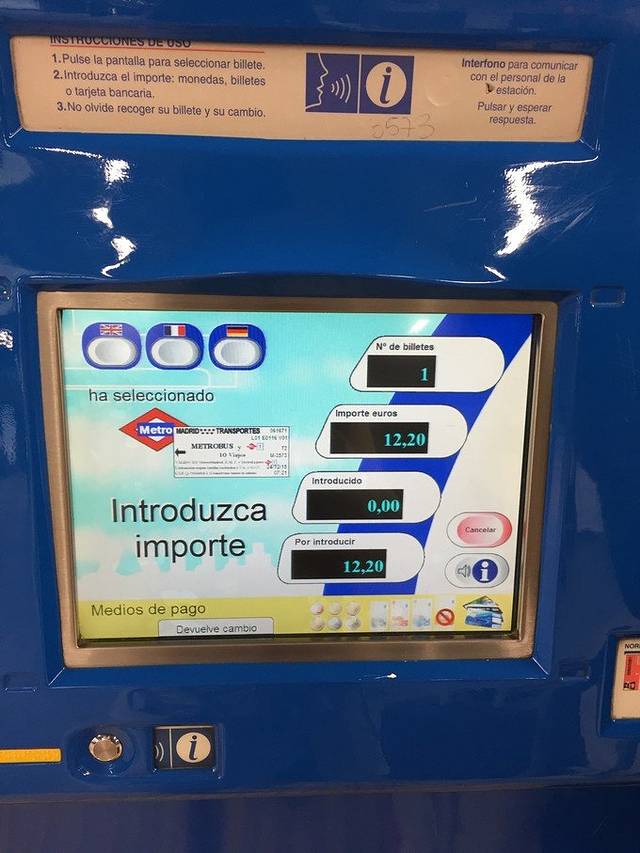 INSTRUCCIONES DE USO
1.Pulse la pantalla para seleccionar billete.
2.Introduzca el importe: monedas, billetes
o tarjeta bancaria.
3.No olvide recoger su billete y su cambio.
i
Interfono para comunicar
con el personal de la
estación.
Pulsar y esperar
respuesta.
0573
ha seleccionado
Metro
MADRID TRANSPORTES
METROBUS y
10 Viajes
Nº de billetes
1
Importe euros
12,20
Introducido
0,00
Por introducir
12,20
Introduzca
importe
Cancelar
i
Medios de pago
Devuelve cambio
i